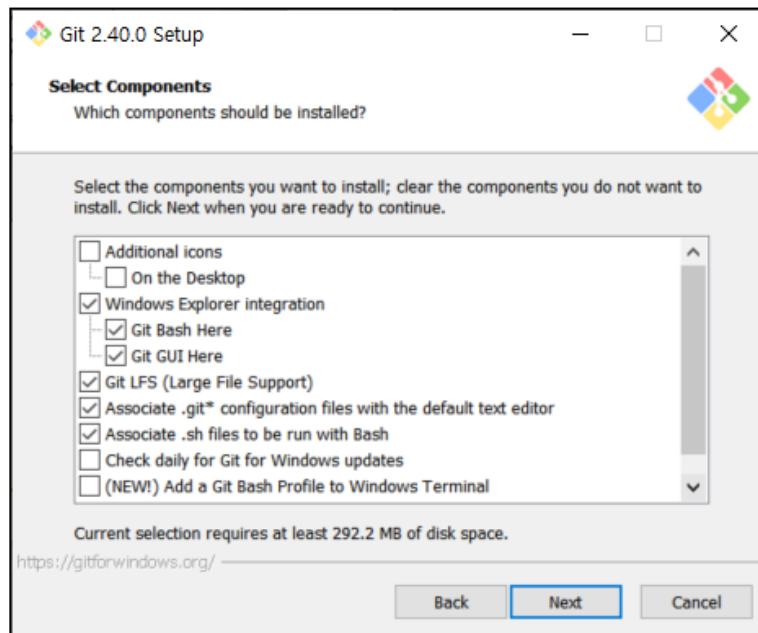 Git 2.40.0 Setup
Select Components
Which components should be installed?
Select the components you want to install; clear the components you do not want to
install. Click Next when you are ready to continue.
Additional icons
On the Desktop
Windows Explorer integration
Git Bash Here
Git GUI Here
Git LFS (Large File Support)
Associate .git* configuration files with the default text editor
Associate .sh files to be run with Bash
Check daily for Git for Windows updates
(NEW!) Add a Git Bash Profile to Windows Terminal
Current selection requires at least 292.2 MB of disk space.
https://gitforwindows.org/
Back
Next
Cancel